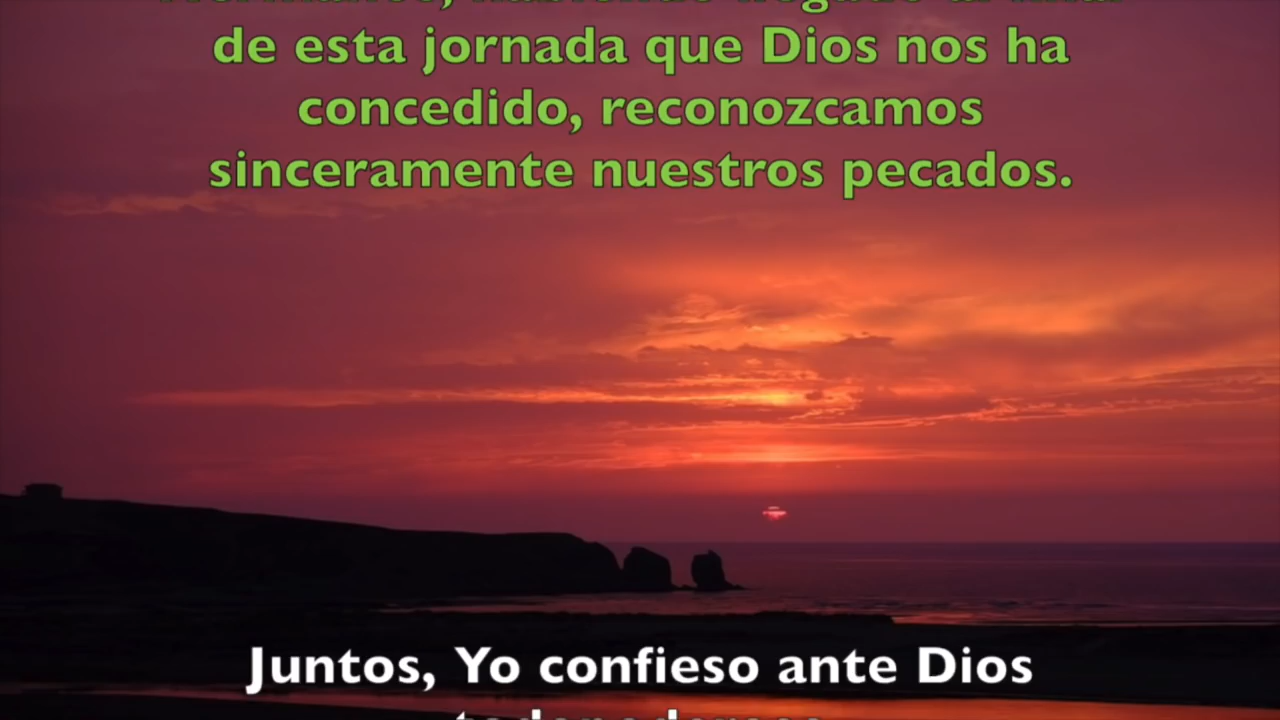 de esta jornada que Dios nos ha
concedido, reconozcamos
sinceramente nuestros pecados.
Juntos, Yo confieso ante Dios